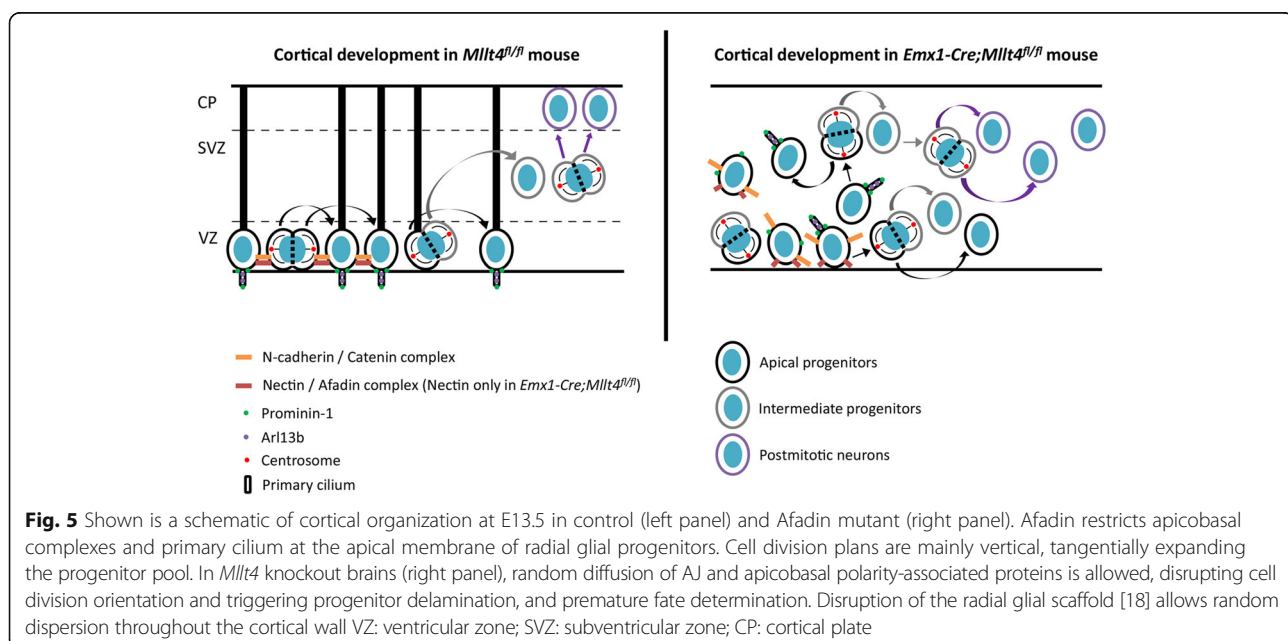 Cortical development in Mllt4fl/fl mouse
Cortical development in Emx1-Cre;Mllt4fl/fl mouse
CP
SVZ
VZ
N-cadherin / Catenin complex
Nectin / Afadin complex (Nectin only in Emx1-Cre;Mllt4fl/fl)
Prominin-1
Arl13b
Centrosome
Primary cilium
Apical progenitors
Intermediate progenitors
Postmitotic neurons
Fig. 5 Shown is a schematic of cortical organization at E13.5 in control (left panel) and Afadin mutant (right panel). Afadin restricts apicobasal
complexes and primary cilium at the apical membrane of radial glial progenitors. Cell division plans are mainly vertical, tangentially expanding
the progenitor pool. In Mllt4 knockout brains (right panel), random diffusion of AJ and apicobasal polarity-associated proteins is allowed, disrupting cell
division orientation and triggering progenitor delamination, and premature fate determination. Disruption of the radial glial scaffold [18] allows random
dispersion throughout the cortical wall VZ: ventricular zone; SVZ: subventricular zone; CP: cortical plate